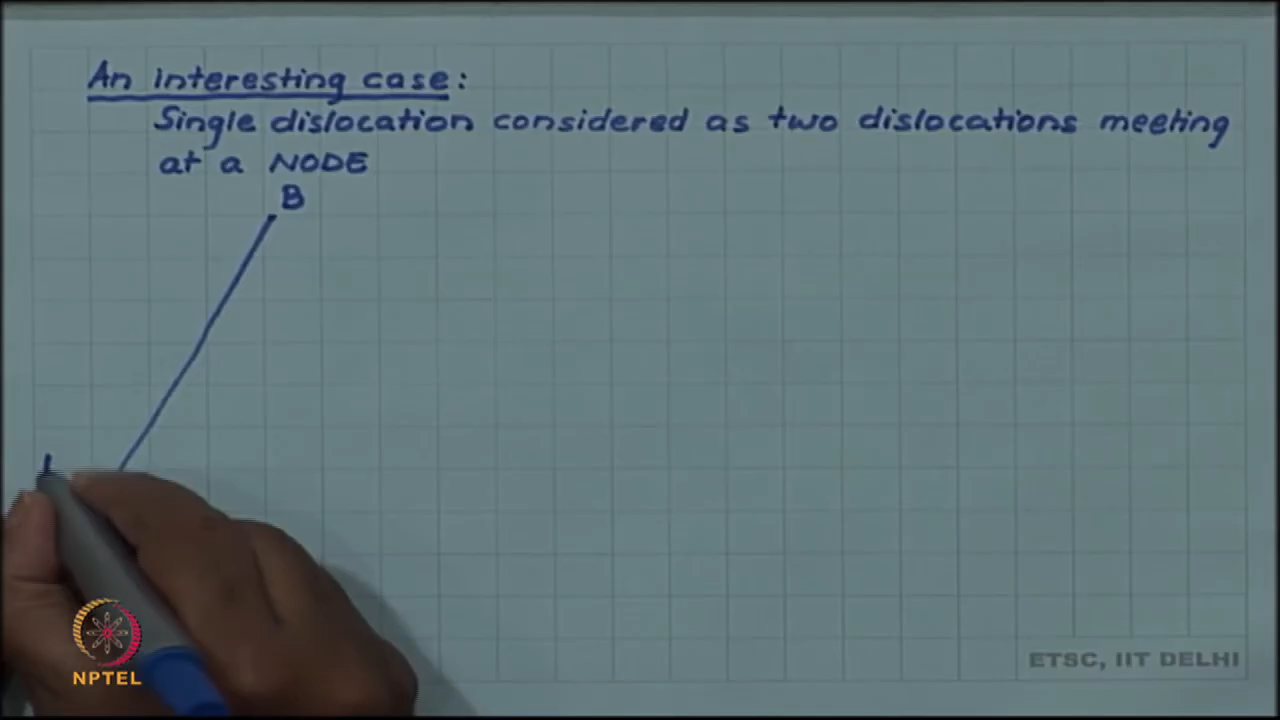 An interesting case:
Single dislocation considered as two dislocations meeting
at a NODE
B
NPTEL
ETSC, IIT DELHI